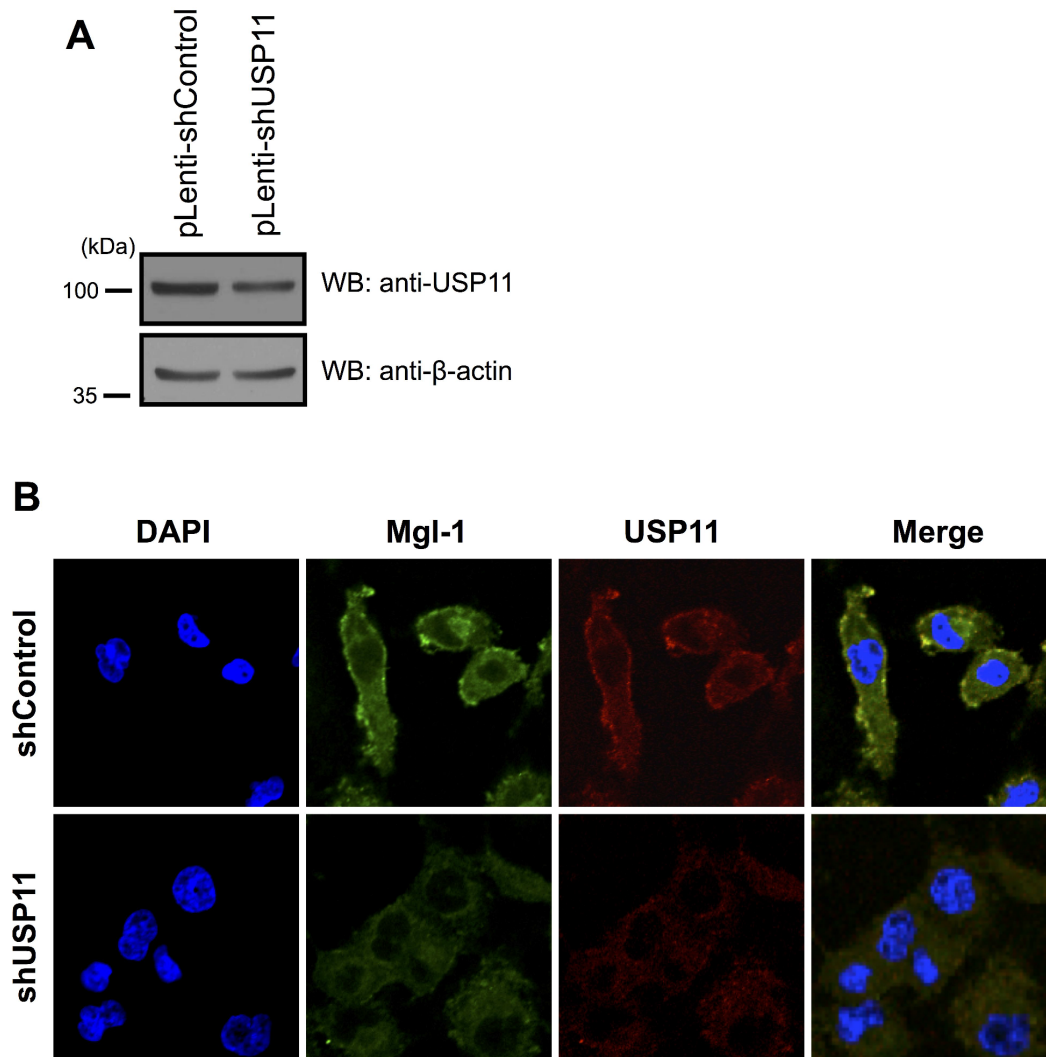 A
pLenti-shControl
pLenti-shUSP11
(kDa)
100
WB: anti-USP11
35
WB: anti-β-actin
B
DAPI Mgl-1 USP11 Merge
shControl
shUSP11